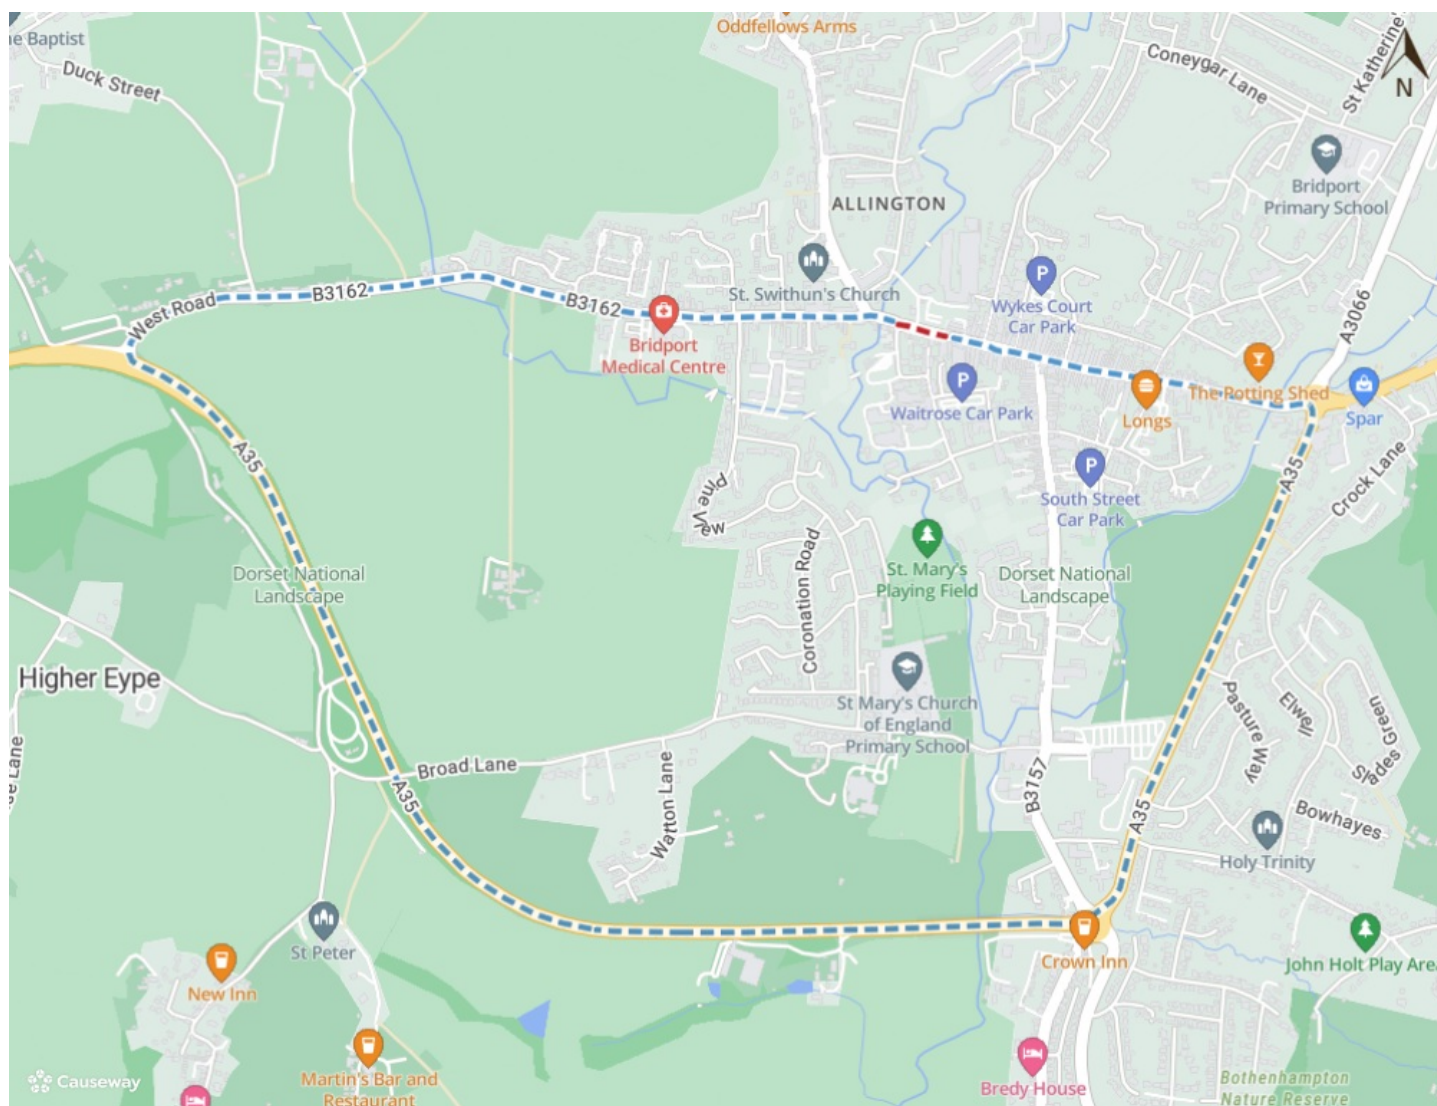 Oddfellows Arms
e Baptist
Duck Street
Coneygar Lane
St Katherine's
N
Bridport
Primary School
ALLINGTON
St. Swithun's Church
Wykes Court
Car Park
A3066
West Road
B3162
B3162
Bridport
Medical Centre
Waitrose Car Park
Longs
The Potting Shed
Spar
A35
A35
Crock Lane
South Street
Car Park
Pine View
Coronation Road
St. Mary's
Playing Field
Dorset National
Landscape
Dorset National
Landscape
Higher Eype
St Mary's Church
of England
Primary School
Pasture Way
Elwell
Slades Green
Broad Lane
Lane
A35
Watton Lane
B3157
A35
Bowhayes
Holy Trinity
St Peter
New Inn
Crown Inn
John Holt Play Area
Martin's Bar and
Restaurant
Bredy House
Bothenhampton
Nature Reserve
Causeway